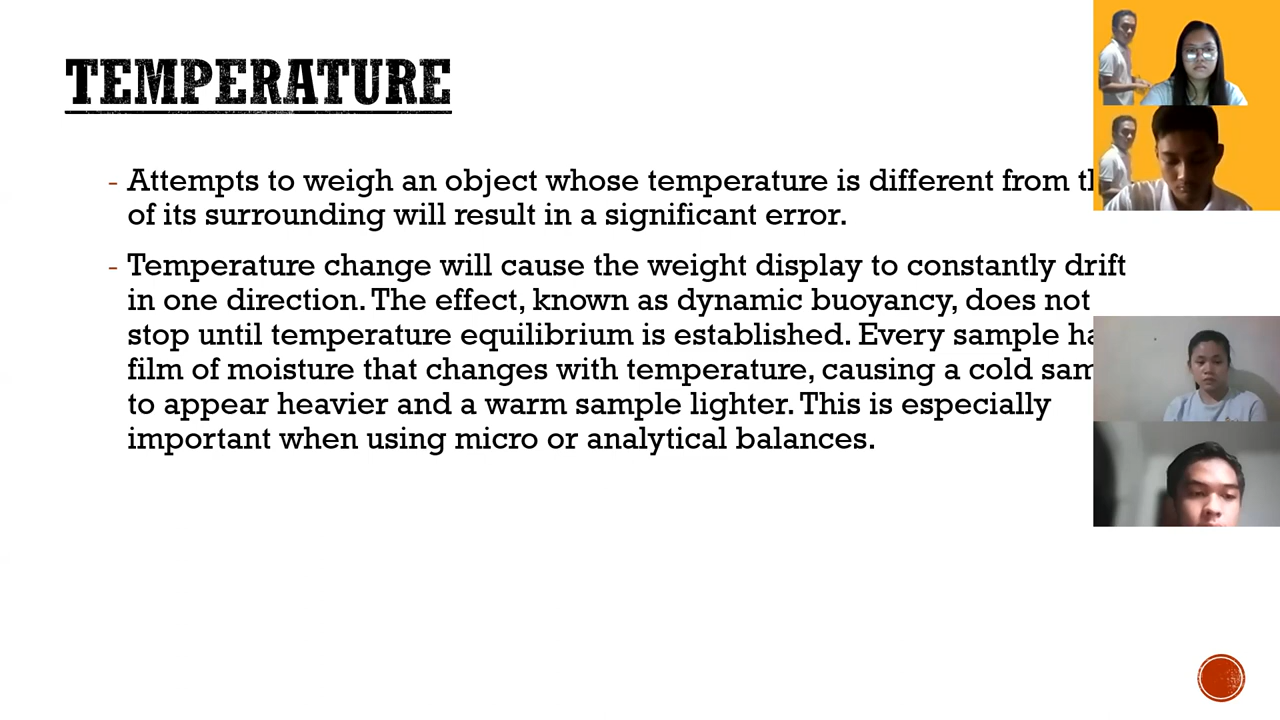 TEMPERATURE
- Attempts to weigh an object whose temperature is different from
of its surrounding will result in a significant error.
- Temperature change will cause the weight display to constantly drift
in one direction. The effect, known as dynamic buoyancy, does not
stop until temperature equilibrium is established. Every sample
film of moisture that changes with temperature, causing a cold
to appear heavier and a warm sample lighter. This is especially
important when using micro or analytical balances.